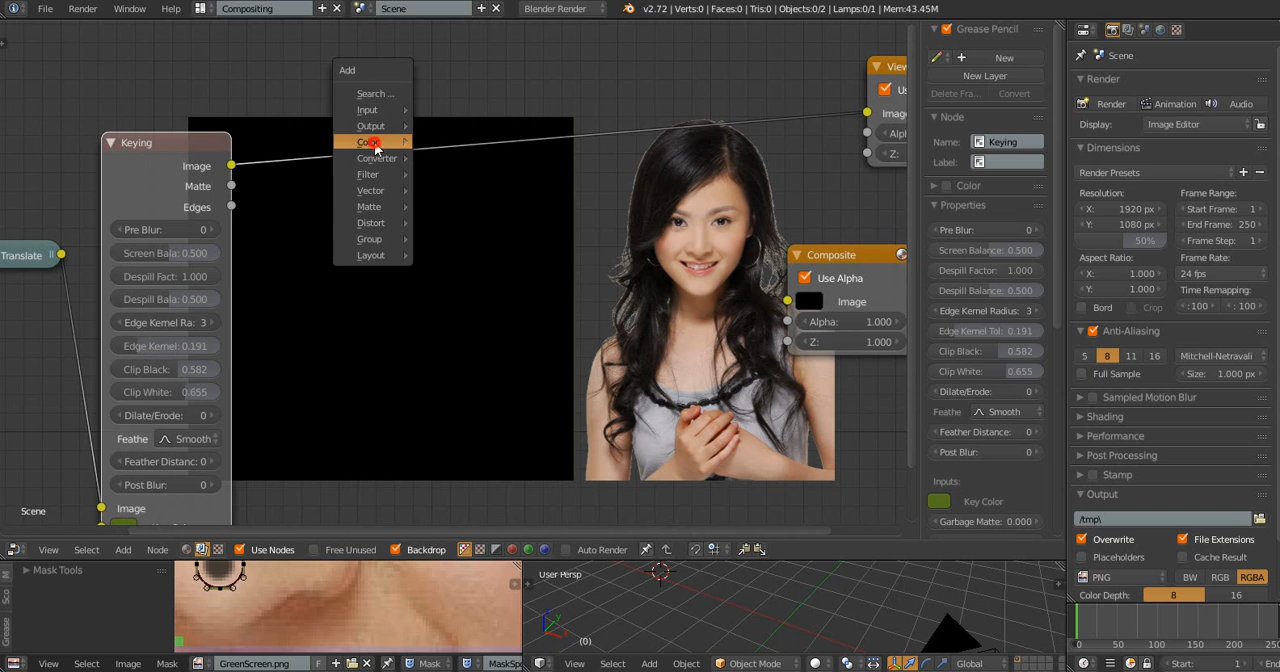 File Render Window Help Compositing Scene Blender Render v2.72 | Verts:0 | Faces:0 | Tris:0 | Objects:0/2 | Lamps:0/1 | Mem:43.45M
Add
Search ...
Input
Output
Converter
Filter
Vector
Matte
Distort
Group
Layout
Keying
Image
Matte
Edges
Pre Blur: 0
Screen Bala: 0.500
Despill Fact: 1.000
Despill Bala: 0.500
Edge Kernel Ra: 3
Edge Kernel: 0.191
Clip Black: 0.582
Clip White: 0.655
Dilate/Erode: 0
Feathe Smooth
Feather Distanc: 0
Post Blur: 0
Image
Translate
Scene
Composite
Use Alpha
Image
Alpha: 1.000
Z: 1.000
Grease Pencil
New
New Layer
Delete Fra... Convert
Node
Name: Keying
Label:
Color
Properties
Pre Blur: 0
Screen Balance: 0.500
Despill Factor: 1.000
Despill Balance: 0.500
Edge Kernel Radius: 3
Edge Kernel Tol: 0.191
Clip Black: 0.582
Clip White: 0.655
Dilate/Erode: 0
Feathe Smooth
Feather Distance: 0
Post Blur: 0
Inputs:
Key Color
Garbage Matte: 0.000
Scene
Render
Render Animation Audio
Display: Image Editor
Dimensions
Render Presets
Resolution: Frame Range:
X: 1920 px Start Frame: 1
Y: 1080 px End Frame: 250
50% Frame Step: 1
Aspect Ratio: Frame Rate:
X: 1.000 24 fps
Y: 1.000 Time Remapping:
Bord Crop :100 :100
Anti-Aliasing
5 8 11 16 Mitchell-Netravali
Full Sample Size: 1.000 px
Sampled Motion Blur
Shading
Performance
Post Processing
Stamp
Output
/tmp\
Overwrite File Extensions
Placeholders Cache Result
PNG BW RGB RGBA
Color Depth: 8 16
View Select Add Node Use Nodes Free Unused Backdrop Auto Render
Mask Tools
User Persp
(0)
0 50 100 150 200 250
View Select Image Mask GreenScreen.png F Mask
View Select Add Object Object Mode Global
Start: 1